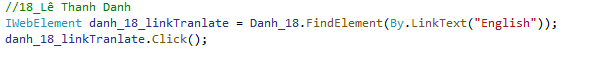 //18_Lê Thanh Danh
IWebElement danh_18_linkTranlate = Danh_18.FindElement(By.LinkText("English"));
danh_18_linkTranlate.Click();